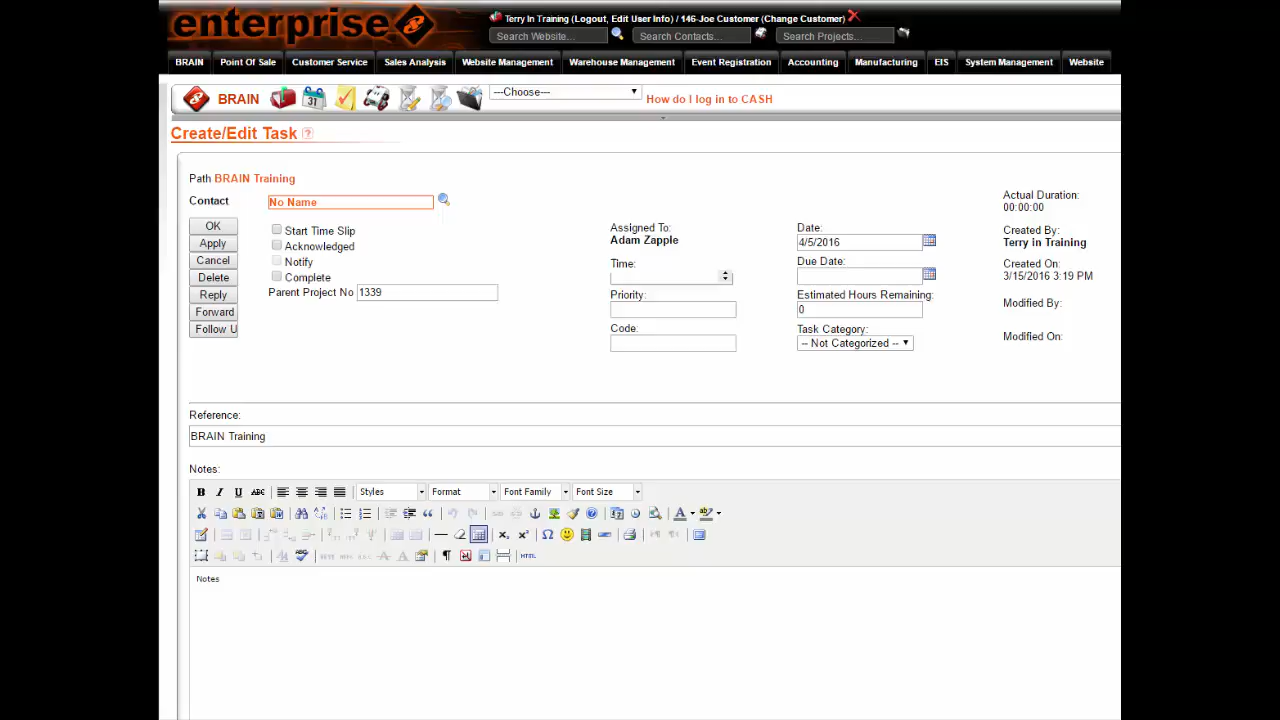 enterprise
Terry In Training (Logout, Edit User Info) / 146-Joe Customer (Change Customer)
Search Website... Search Contacts... Search Projects...
BRAIN Point Of Sale Customer Service Sales Analysis Website Management Warehouse Management Event Registration Accounting Manufacturing EIS System Management Website
BRAIN 31 ---Choose--- How do I log in to CASH
Create/Edit Task ?
Path BRAIN Training
Contact No Name
OK
Apply
Cancel
Delete
Reply
Forward
Follow U
Start Time Slip
Acknowledged
Notify
Complete
Parent Project No 1339
Assigned To:
Adam Zapple
Time:
Priority:
Code:
Date:
4/5/2016
Due Date:
Estimated Hours Remaining:
0
Task Category:
-- Not Categorized --
Actual Duration:
00:00:00
Created By:
Terry in Training
Created On:
3/15/2016 3:19 PM
Modified By:
Modified On:
Reference:
BRAIN Training
Notes:
B I U ABC Styles Format Font Family Font Size
HTML
Notes